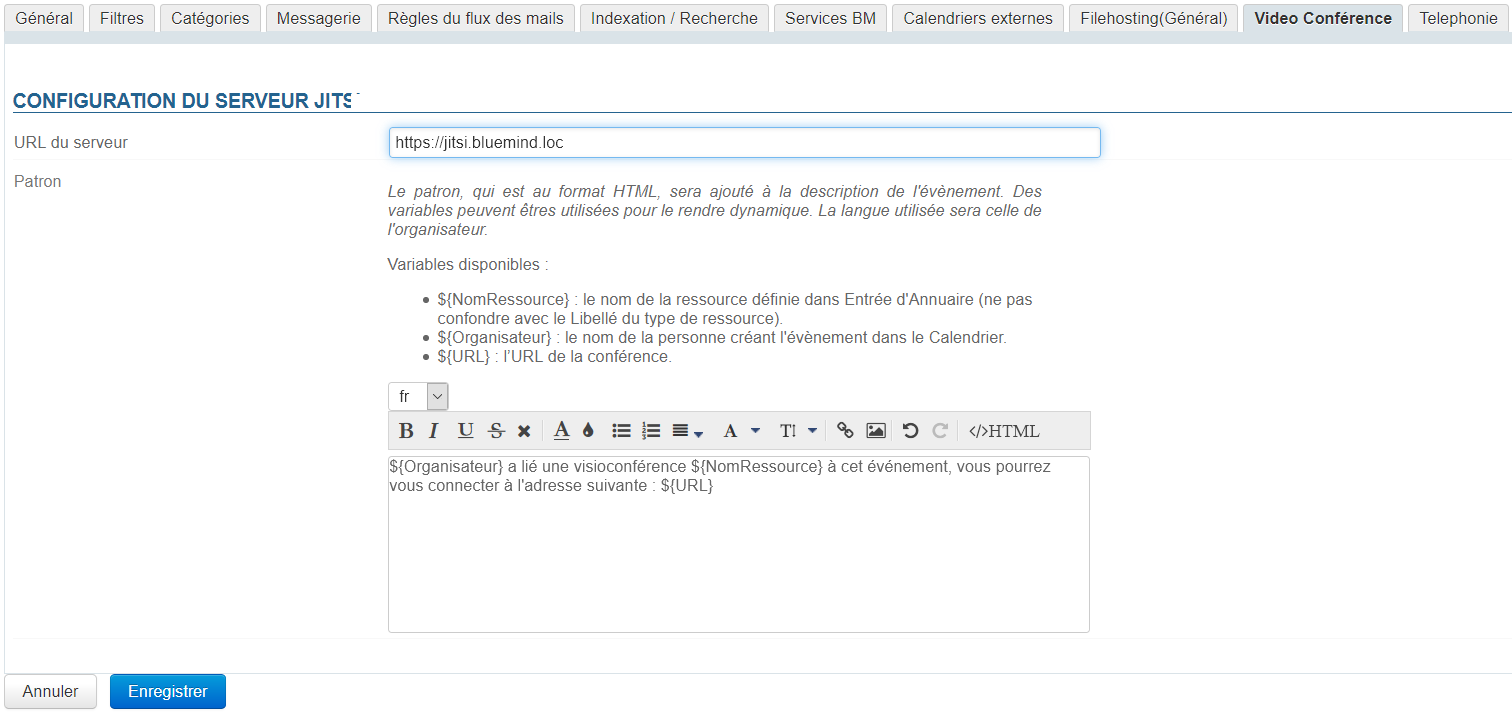 Général Filtres Catégories Messagerie Règles du flux des mails Indexation / Recherche Services BM Calendriers externes Filehosting(Général) Video Conférence Telephonie
CONFIGURATION DU SERVEUR JITS
URL du serveur https://jitsi.bluemind.loc
Patron
Le patron, qui est au format HTML, sera ajouté à la description de l'évènement. Des
variables peuvent êtres utilisées pour le rendre dynamique. La langue utilisée sera celle de
l'organisateur.
Variables disponibles :
• ${NomRessource} : le nom de la ressource définie dans Entrée d'Annuaire (ne pas
confondre avec le Libellé du type de ressource).
• ${Organisateur} : le nom de la personne créant l'évènement dans le Calendrier.
• ${URL} : l’URL de la conférence.
fr
B I U S A A T </>HTML
${Organisateur} a lié une visioconférence ${NomRessource} à cet événement, vous pourrez
vous connecter à l'adresse suivante : ${URL}
Annuler Enregistrer